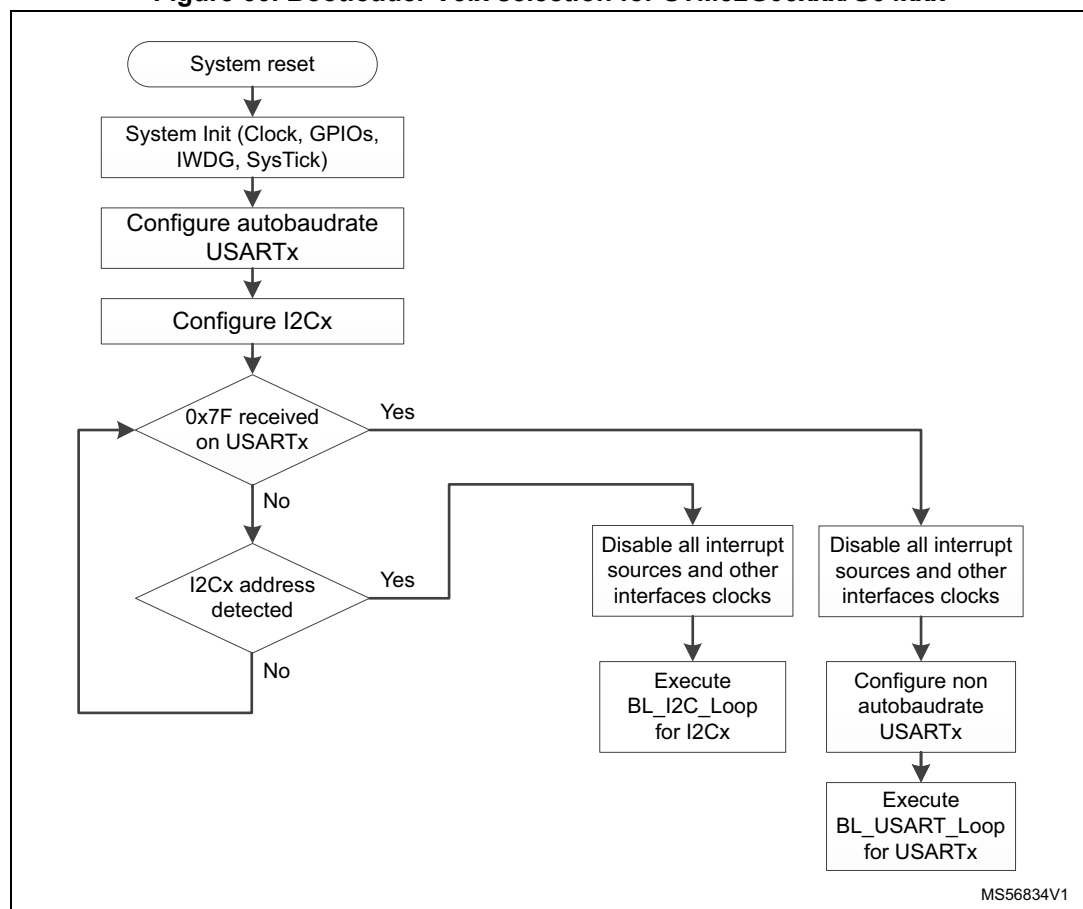 System reset
System Init (Clock, GPIOs,
IWDG, SysTick)
Configure autobaudrate
USARTx
Configure I2Cx
0x7F received
on USARTx
Yes
No
I2Cx address
detected
Yes
No
Disable all interrupt
sources and other
interfaces clocks
Execute
BL_I2C_Loop
for I2Cx
Disable all interrupt
sources and other
interfaces clocks
Configure non
autobaudrate
USARTx
Execute
BL_USART_Loop
for USARTx
MS56834V1